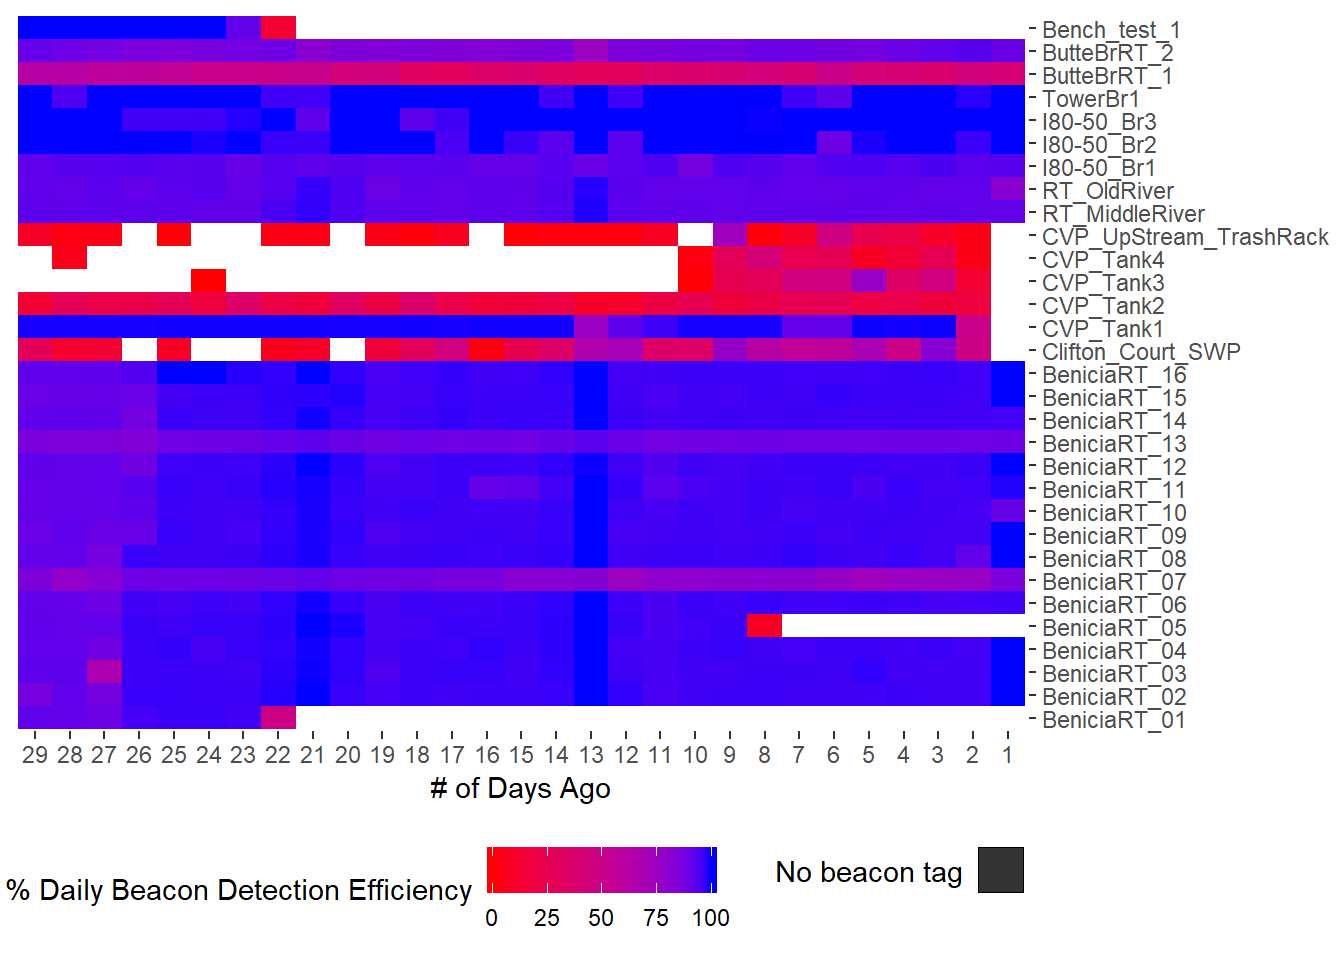 Bench_test_1
ButteBrRT_2
ButteBrRT_1
TowerBr1
I80-50_Br3
I80-50_Br2
I80-50_Br1
RT_OldRiver
RT_MiddleRiver
CVP_UpStream_TrashRack
CVP_Tank4
CVP_Tank3
CVP_Tank2
CVP_Tank1
Clifton_Court_SWP
BeniciaRT_16
BeniciaRT_15
BeniciaRT_14
BeniciaRT_13
BeniciaRT_12
BeniciaRT_11
BeniciaRT_10
BeniciaRT_09
BeniciaRT_08
BeniciaRT_07
BeniciaRT_06
BeniciaRT_05
BeniciaRT_04
BeniciaRT_03
BeniciaRT_02
BeniciaRT_01
29 28 27 26 25 24 23 22 21 20 19 18 17 16 15 14 13 12 11 10 9 8 7 6 5 4 3 2 1
# of Days Ago
% Daily Beacon Detection Efficiency
0 25 50 75 100
No beacon tag